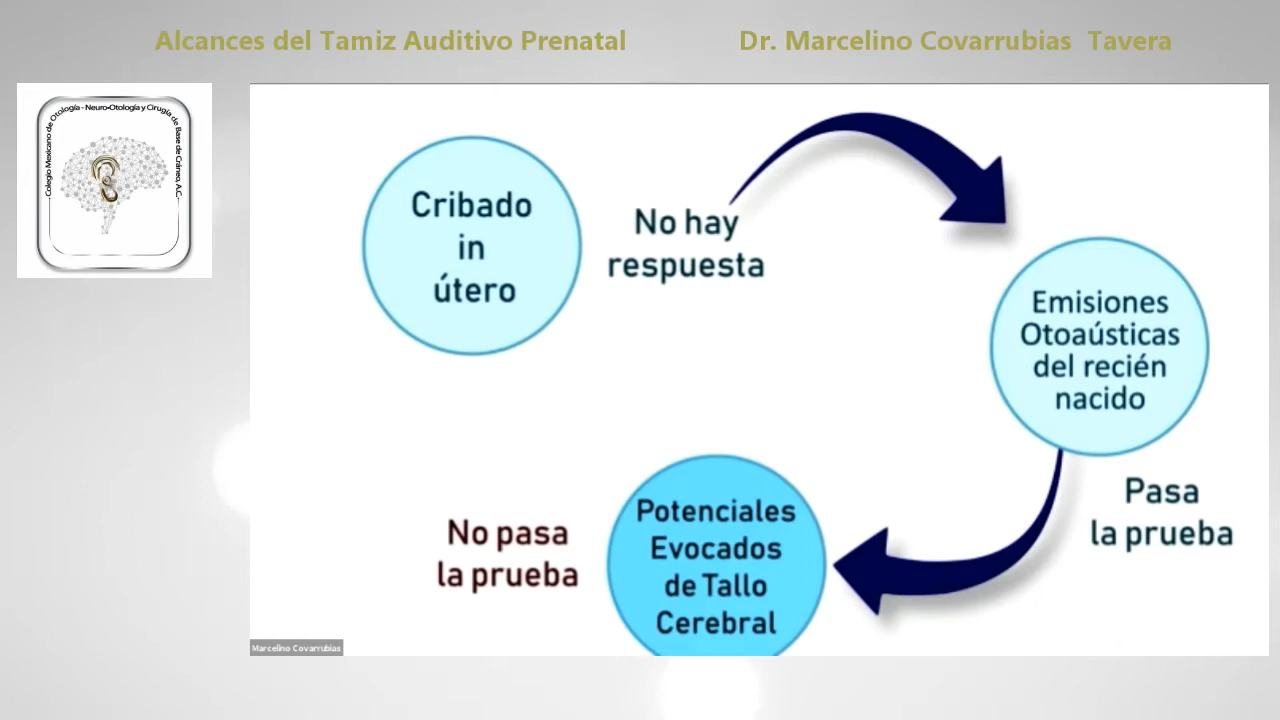 Alcances del Tamiz Auditivo Prenatal
Dr. Marcelino Covarrubias Tavera
Colegio Mexicano de Otología - Neuro-Otología y Cirugía de Base de Cráneo, A.C.
Cribado
in
útero
No hay
respuesta
Emisiones
Otoaústicas
del recién
nacido
Pasa
la prueba
Potenciales
Evocados
de Tallo
Cerebral
No pasa
la prueba
Marcelino Covarrubias